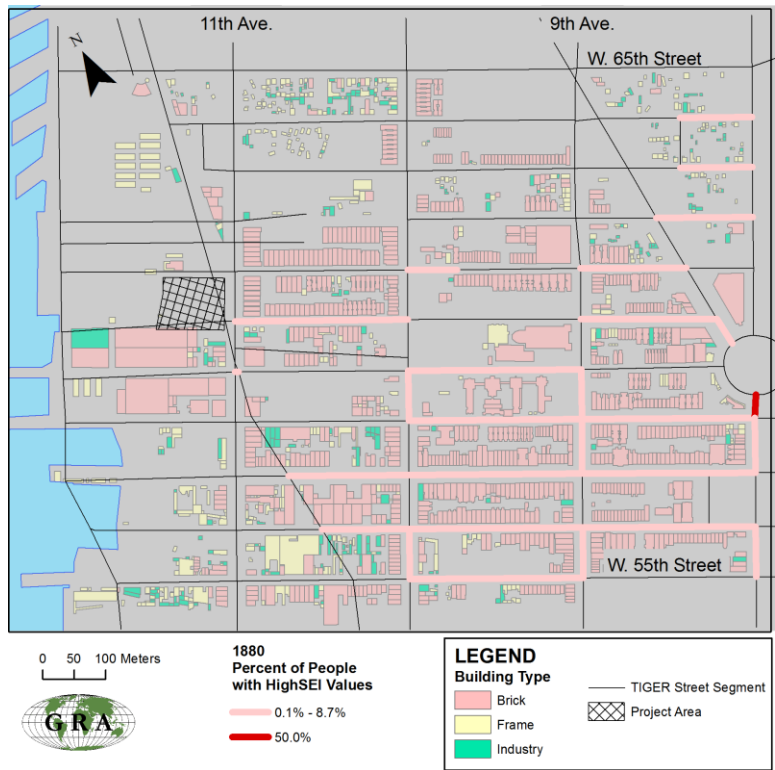 11th Ave.
9th Ave.
N
W. 65th Street
W. 55th Street
0 50 100 Meters
GRA
1880
Percent of People
with HighSEI Values
0.1% - 8.7%
50.0%
LEGEND
Building Type
Brick
Frame
Industry
TIGER Street Segment
Project Area